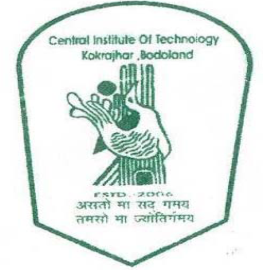 Central Institute Of Technology
Kokrajhar ,Bodoland
ESTD. -2006
असतो मा सद गमय
तमसो मा ज्योतिर्गमय